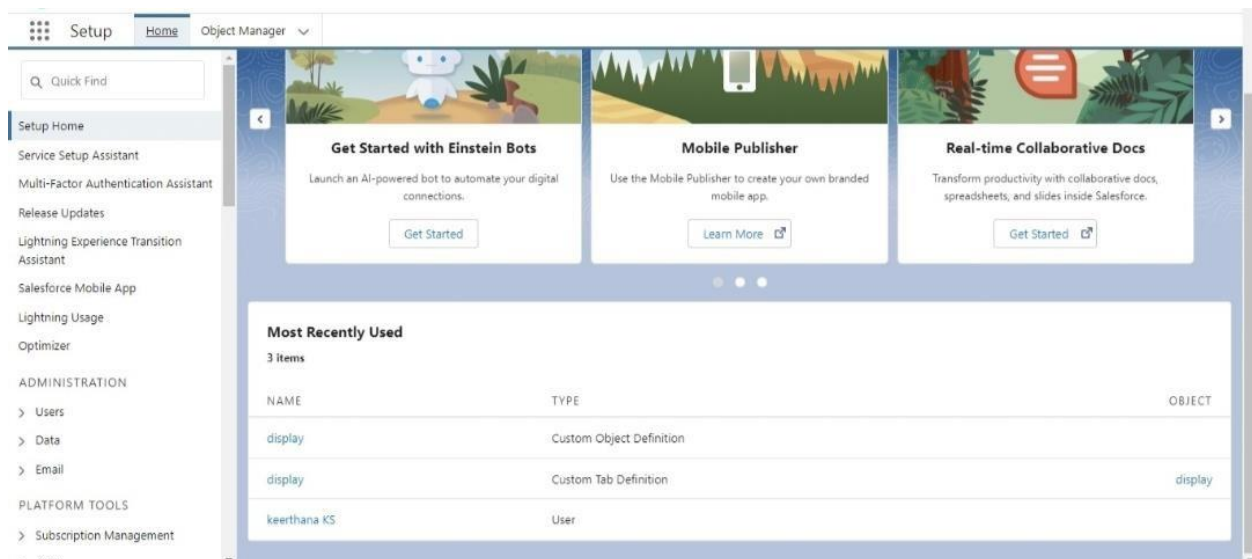 Setup Home Object Manager
Quick Find
Setup Home
Service Setup Assistant
Multi-Factor Authentication Assistant
Release Updates
Lightning Experience Transition
Assistant
Salesforce Mobile App
Lightning Usage
Optimizer
ADMINISTRATION
Users
Data
Email
PLATFORM TOOLS
Subscription Management
Get Started with Einstein Bots
Launch an AI-powered bot to automate your digital
connections.
Get Started
Mobile Publisher
Use the Mobile Publisher to create your own branded
mobile app.
Learn More
Real-time Collaborative Docs
Transform productivity with collaborative docs,
spreadsheets, and slides inside Salesforce.
Get Started
Most Recently Used
3 items
NAME TYPE OBJECT
display Custom Object Definition
display Custom Tab Definition display
keerthana KS User